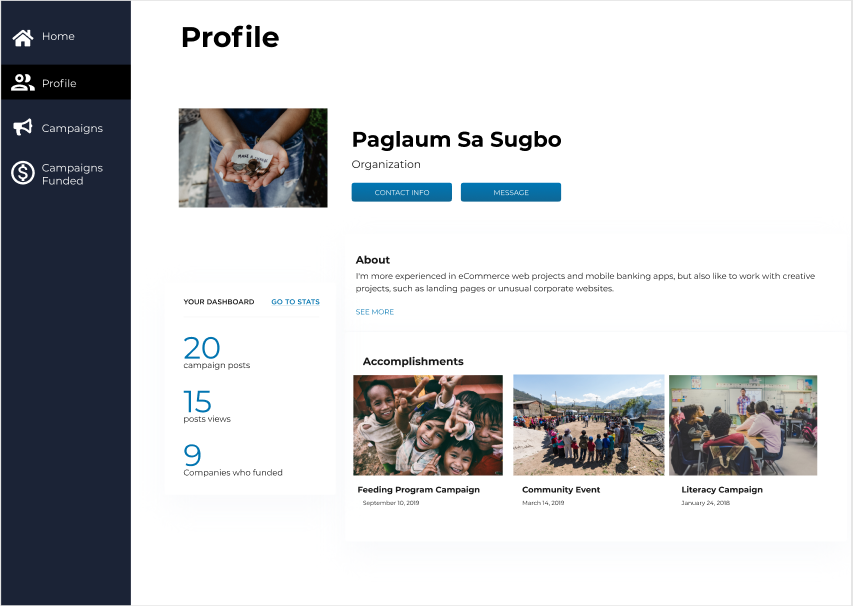 Home
Profile
Campaigns
Campaigns
Funded
Profile
Paglaum Sa Sugbo
Organization
CONTACT INFO
MESSAGE
About
I'm more experienced in eCommerce web projects and mobile banking apps, but also like to work with creative
projects, such as landing pages or unusual corporate websites.
SEE MORE
YOUR DASHBOARD
GO TO STATS
20
campaign posts
15
posts views
9
Companies who funded
Accomplishments
Feeding Program Campaign
September 10, 2019
Community Event
March 14, 2019
Literacy Campaign
January 24, 2018